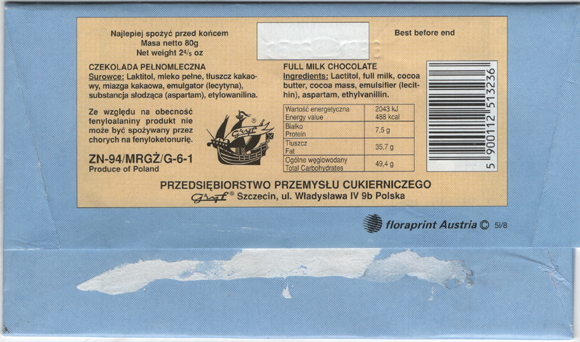 Najlepiej spożyć przed końcem
Masa netto 80g
Net weight 2⁴/₅ oz
Best before end
CZEKOLADA PEŁNOMLECZNA
Surowce: Laktitol, mleko pełne, tłuszcz kakao-
wy, miazga kakaowa, emulgator (lecytyna),
substancja słodząca (aspartam), etylowanilina.
Ze względu na obecność
fenyloalaniny produkt nie
może być spożywany przez
chorych na fenyloketonurię.
ZN-94/MRGŻ/G-6-1
Produce of Poland
Gryf ®
FULL MILK CHOCOLATE
Ingredients: Lactitol, full milk, cocoa
butter, cocoa mass, emulsifier (lecit-
hin), aspartam, ethylvanillin.
Wartość energetyczna 2043 kJ
Energy value 488 kcal
Białko
Protein 7,5 g
Tłuszcz
Fat 35,7 g
Ogólne węglowodany
Total Carbohydrates 49,4 g
5 900112 513236
PRZEDSIĘBIORSTWO PRZEMYSŁU CUKIERNICZEGO
Gryf ® Szczecin, ul. Władysława IV 9b Polska
floraprint Austria © 5i/8